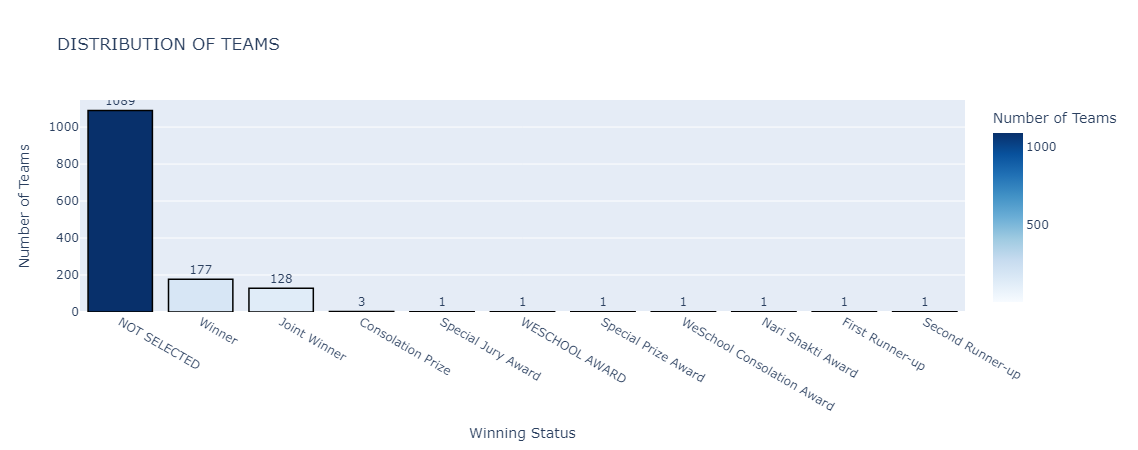 DISTRIBUTION OF TEAMS
Number of Teams
1000
800
600
400
200
0
1089
177
128
3
1
1
1
1
1
1
1
NOT SELECTED
Winner
Joint Winner
Consolation Prize
Special Jury Award
WESCHOOL AWARD
Special Prize Award
WeSchool Consolation Award
Nari Shakti Award
First Runner-up
Second Runner-up
Winning Status
Number of Teams
1000
500